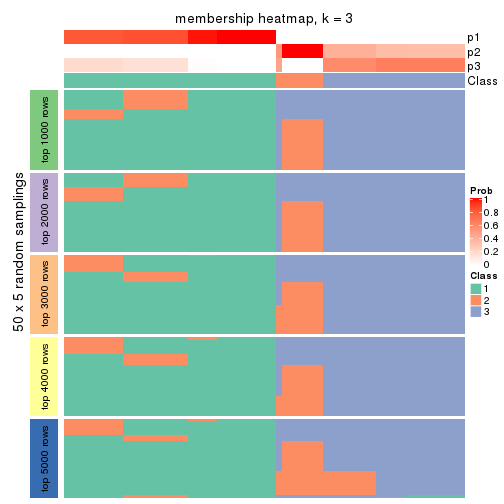 membership heatmap, k = 3
p1
p2
p3
Class
50 x 5 random samplings
top 1000 rows
top 2000 rows
top 3000 rows
top 4000 rows
top 5000 rows
Prob
1
0.8
0.6
0.4
0.2
0
Class
1
2
3